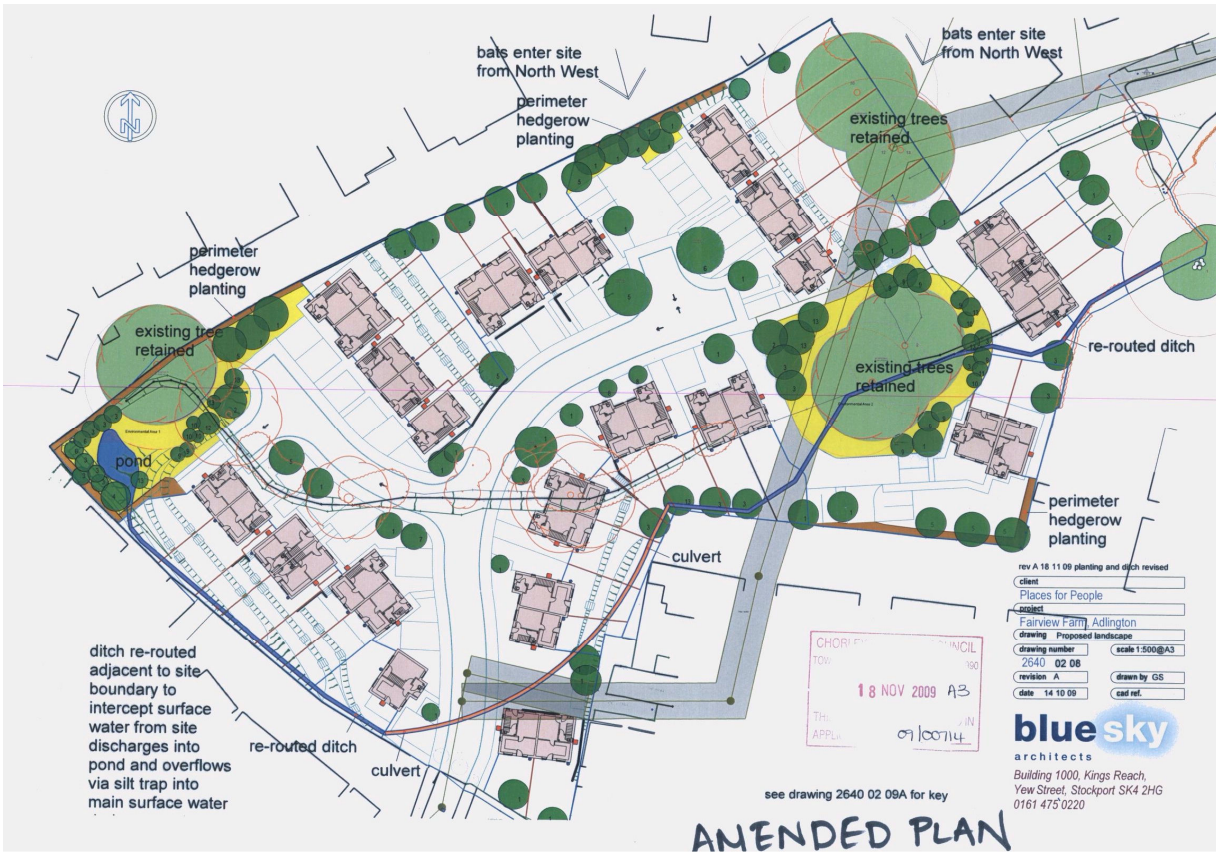 bats enter site
from North West
bats enter site
from North West
perimeter
hedgerow
planting
existing trees
retained
perimeter
hedgerow
planting
existing tree
retained
re-routed ditch
existing trees
retained
Environmental Area 1
pond
perimeter
hedgerow
planting
culvert
rev A 18 11 09 planting and ditch revised
client
Places for People
project
Fairview Farm, Adlington
drawing Proposed landscape
drawing number
scale 1:500@A3
2640 02 08
revision A
drawn by GS
date 14 10 09
cad ref.
ditch re-routed
adjacent to site
boundary to
intercept surface
water from site
discharges into
pond and overflows
via silt trap into
main surface water
re-routed ditch
culvert
18 NOV 2009 A3
09/00714
blue sky
architects
Building 1000, Kings Reach,
Yew Street, Stockport SK4 2HG
0161 475 0220
see drawing 2640 02 09A for key
AMENDED PLAN